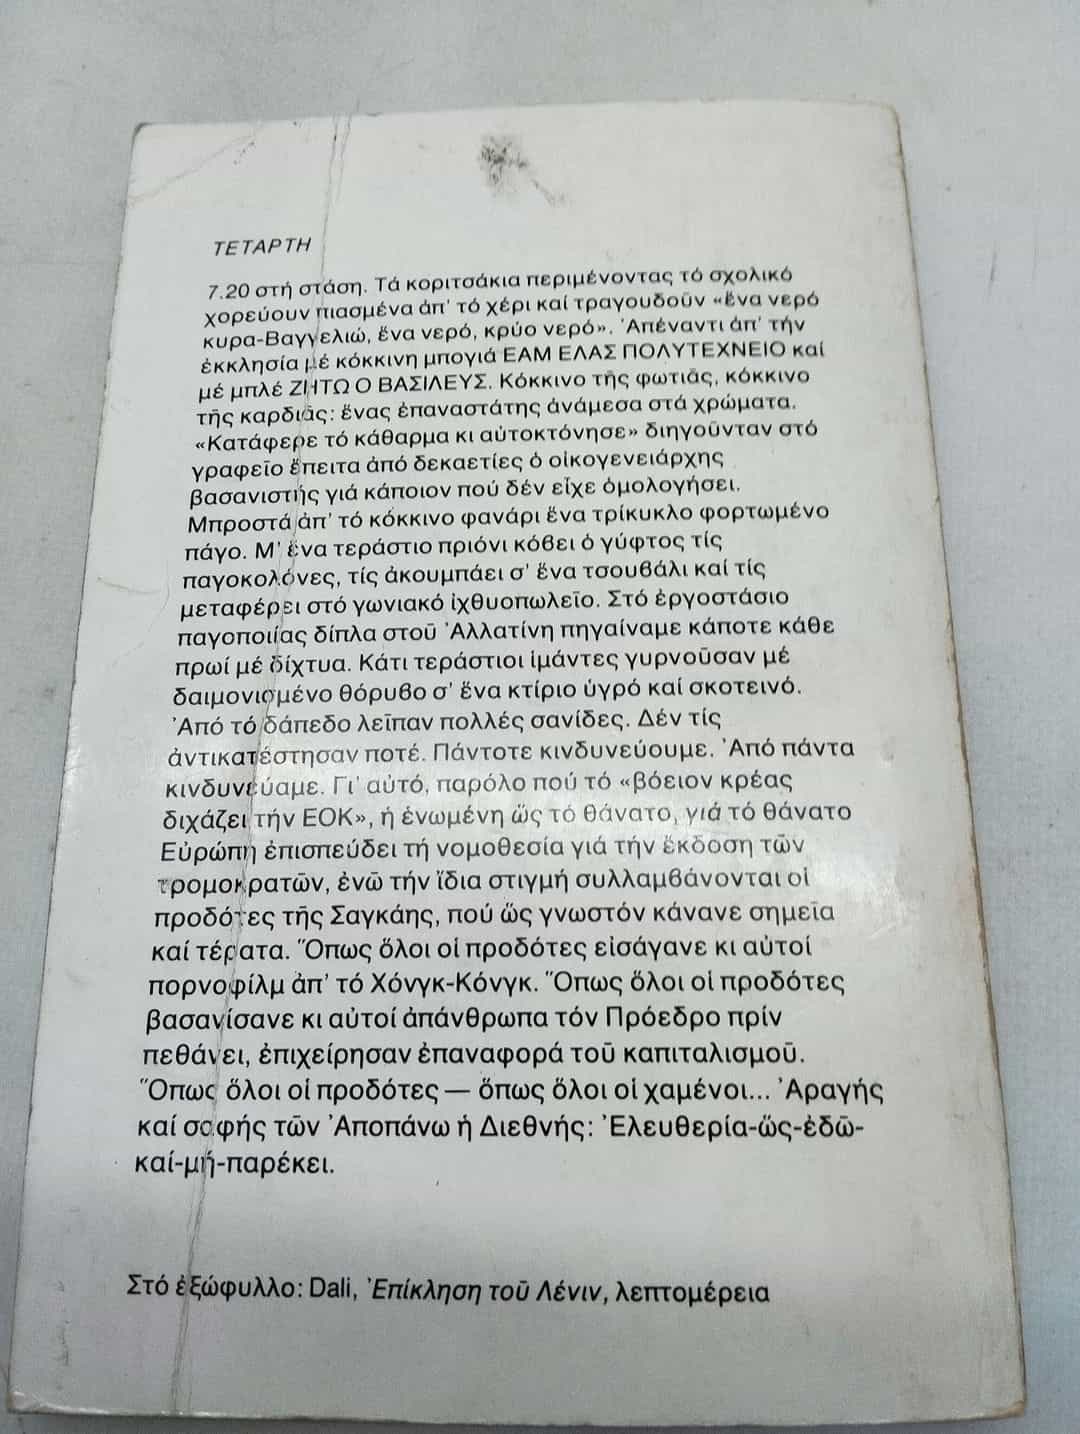 ΤΕΤΑΡΤΗ
7.20 στή στάση. Τά κοριτσάκια περιμένοντας τό σχολικό
χορεύουν πιασμένα ἀπ' τό χέρι καί τραγουδοῦν «ἕνα νερό
κυρα-Βαγγελιώ, ἕνα νερό, κρύο νερό». Ἀπέναντι ἀπ' τήν
ἐκκλησία μέ κόκκινη μπογιά ΕΑΜ ΕΛΑΣ ΠΟΛΥΤΕΧΝΕΙΟ καί
μέ μπλέ ΖΗΤΩ Ο ΒΑΣΙΛΕΥΣ. Κόκκινο τῆς φωτιᾶς, κόκκινο
τῆς καρδιᾶς: ἕνας ἐπαναστάτης ἀνάμεσα στά χρώματα.
«Κατάφερε τό κάθαρμα κι αὐτοκτόνησε» διηγοῦνταν στό
γραφεῖο ἔπειτα ἀπό δεκαετίες ὁ οἰκογενειάρχης
βασανιστής γιά κάποιον πού δέν εἶχε ὁμολογήσει.
Μπροστά ἀπ' τό κόκκινο φανάρι ἕνα τρίκυκλο φορτωμένο
πάγο. Μ' ἕνα τεράστιο πριόνι κόβει ὁ γύφτος τίς
παγοκολόνες, τίς ἀκουμπάει σ' ἕνα τσουβάλι καί τίς
μεταφέρει στό γωνιακό ἰχθυοπωλεῖο. Στό ἐργοστάσιο
παγοποιίας δίπλα στοῦ Ἀλλατίνη πηγαίναμε κάποτε κάθε
πρωί μέ δίχτυα. Κάτι τεράστιοι ἱμάντες γυρνοῦσαν μέ
δαιμονισμένο θόρυβο σ' ἕνα κτίριο ὑγρό καί σκοτεινό.
Ἀπό τό δάπεδο λεῖπαν πολλές σανίδες. Δέν τίς
ἀντικατέστησαν ποτέ. Πάντοτε κινδυνεύουμε. Ἀπό πάντα
κινδυνεύαμε. Γι' αὐτό, παρόλο πού τό «βόειον κρέας
διχάζει τήν ΕΟΚ», ἡ ἑνωμένη ὥς τό θάνατο, γιά τό θάνατο
Εὐρώπη ἐπισπεύδει τή νομοθεσία γιά τήν ἔκδοση τῶν
τρομοκρατῶν, ἐνῶ τήν ἴδια στιγμή συλλαμβάνονται οἱ
προδότες τῆς Σαγκάης, πού ὥς γνωστόν κάνανε σημεῖα
καί τέρατα. Ὅπως ὅλοι οἱ προδότες εἰσάγανε κι αὐτοί
πορνοφίλμ ἀπ' τό Χόνγκ-Κόνγκ. Ὅπως ὅλοι οἱ προδότες
βασανίσανε κι αὐτοί ἀπάνθρωπα τόν Πρόεδρο πρίν
πεθάνει, ἐπιχείρησαν ἐπαναφορά τοῦ καπιταλισμοῦ.
Ὅπως ὅλοι οἱ προδότες — ὅπως ὅλοι οἱ χαμένοι... Ἀραγής
καί σαφής τῶν Ἀποπάνω ἡ Διεθνής: Ἐλευθερία-ὥς-ἐδῶ-
καί-μή-παρέκει.
Στό ἐξώφυλλο: Dali, Ἐπίκληση τοῦ Λένιν, λεπτομέρεια